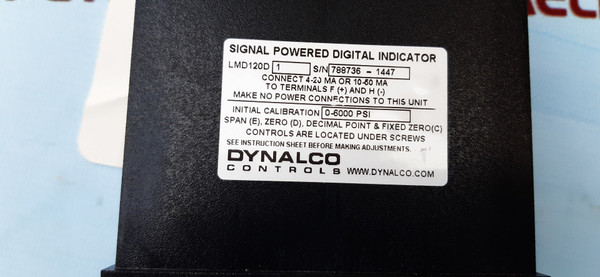 SIGNAL POWERED DIGITAL INDICATOR
LMD120D 1 S/N 788736 - 1447
CONNECT 4-20 MA OR 10-50 MA
TO TERMINALS F (+) AND H (-)
MAKE NO POWER CONNECTIONS TO THIS UNIT
INITIAL CALIBRATION 0-6000 PSI
SPAN (E), ZERO (D), DECIMAL POINT & FIXED ZERO(C)
CONTROLS ARE LOCATED UNDER SCREWS
SEE INSTRUCTION SHEET BEFORE MAKING ADJUSTMENTS.
DYNALCO
CONTROLS WWW.DYNALCO.COM